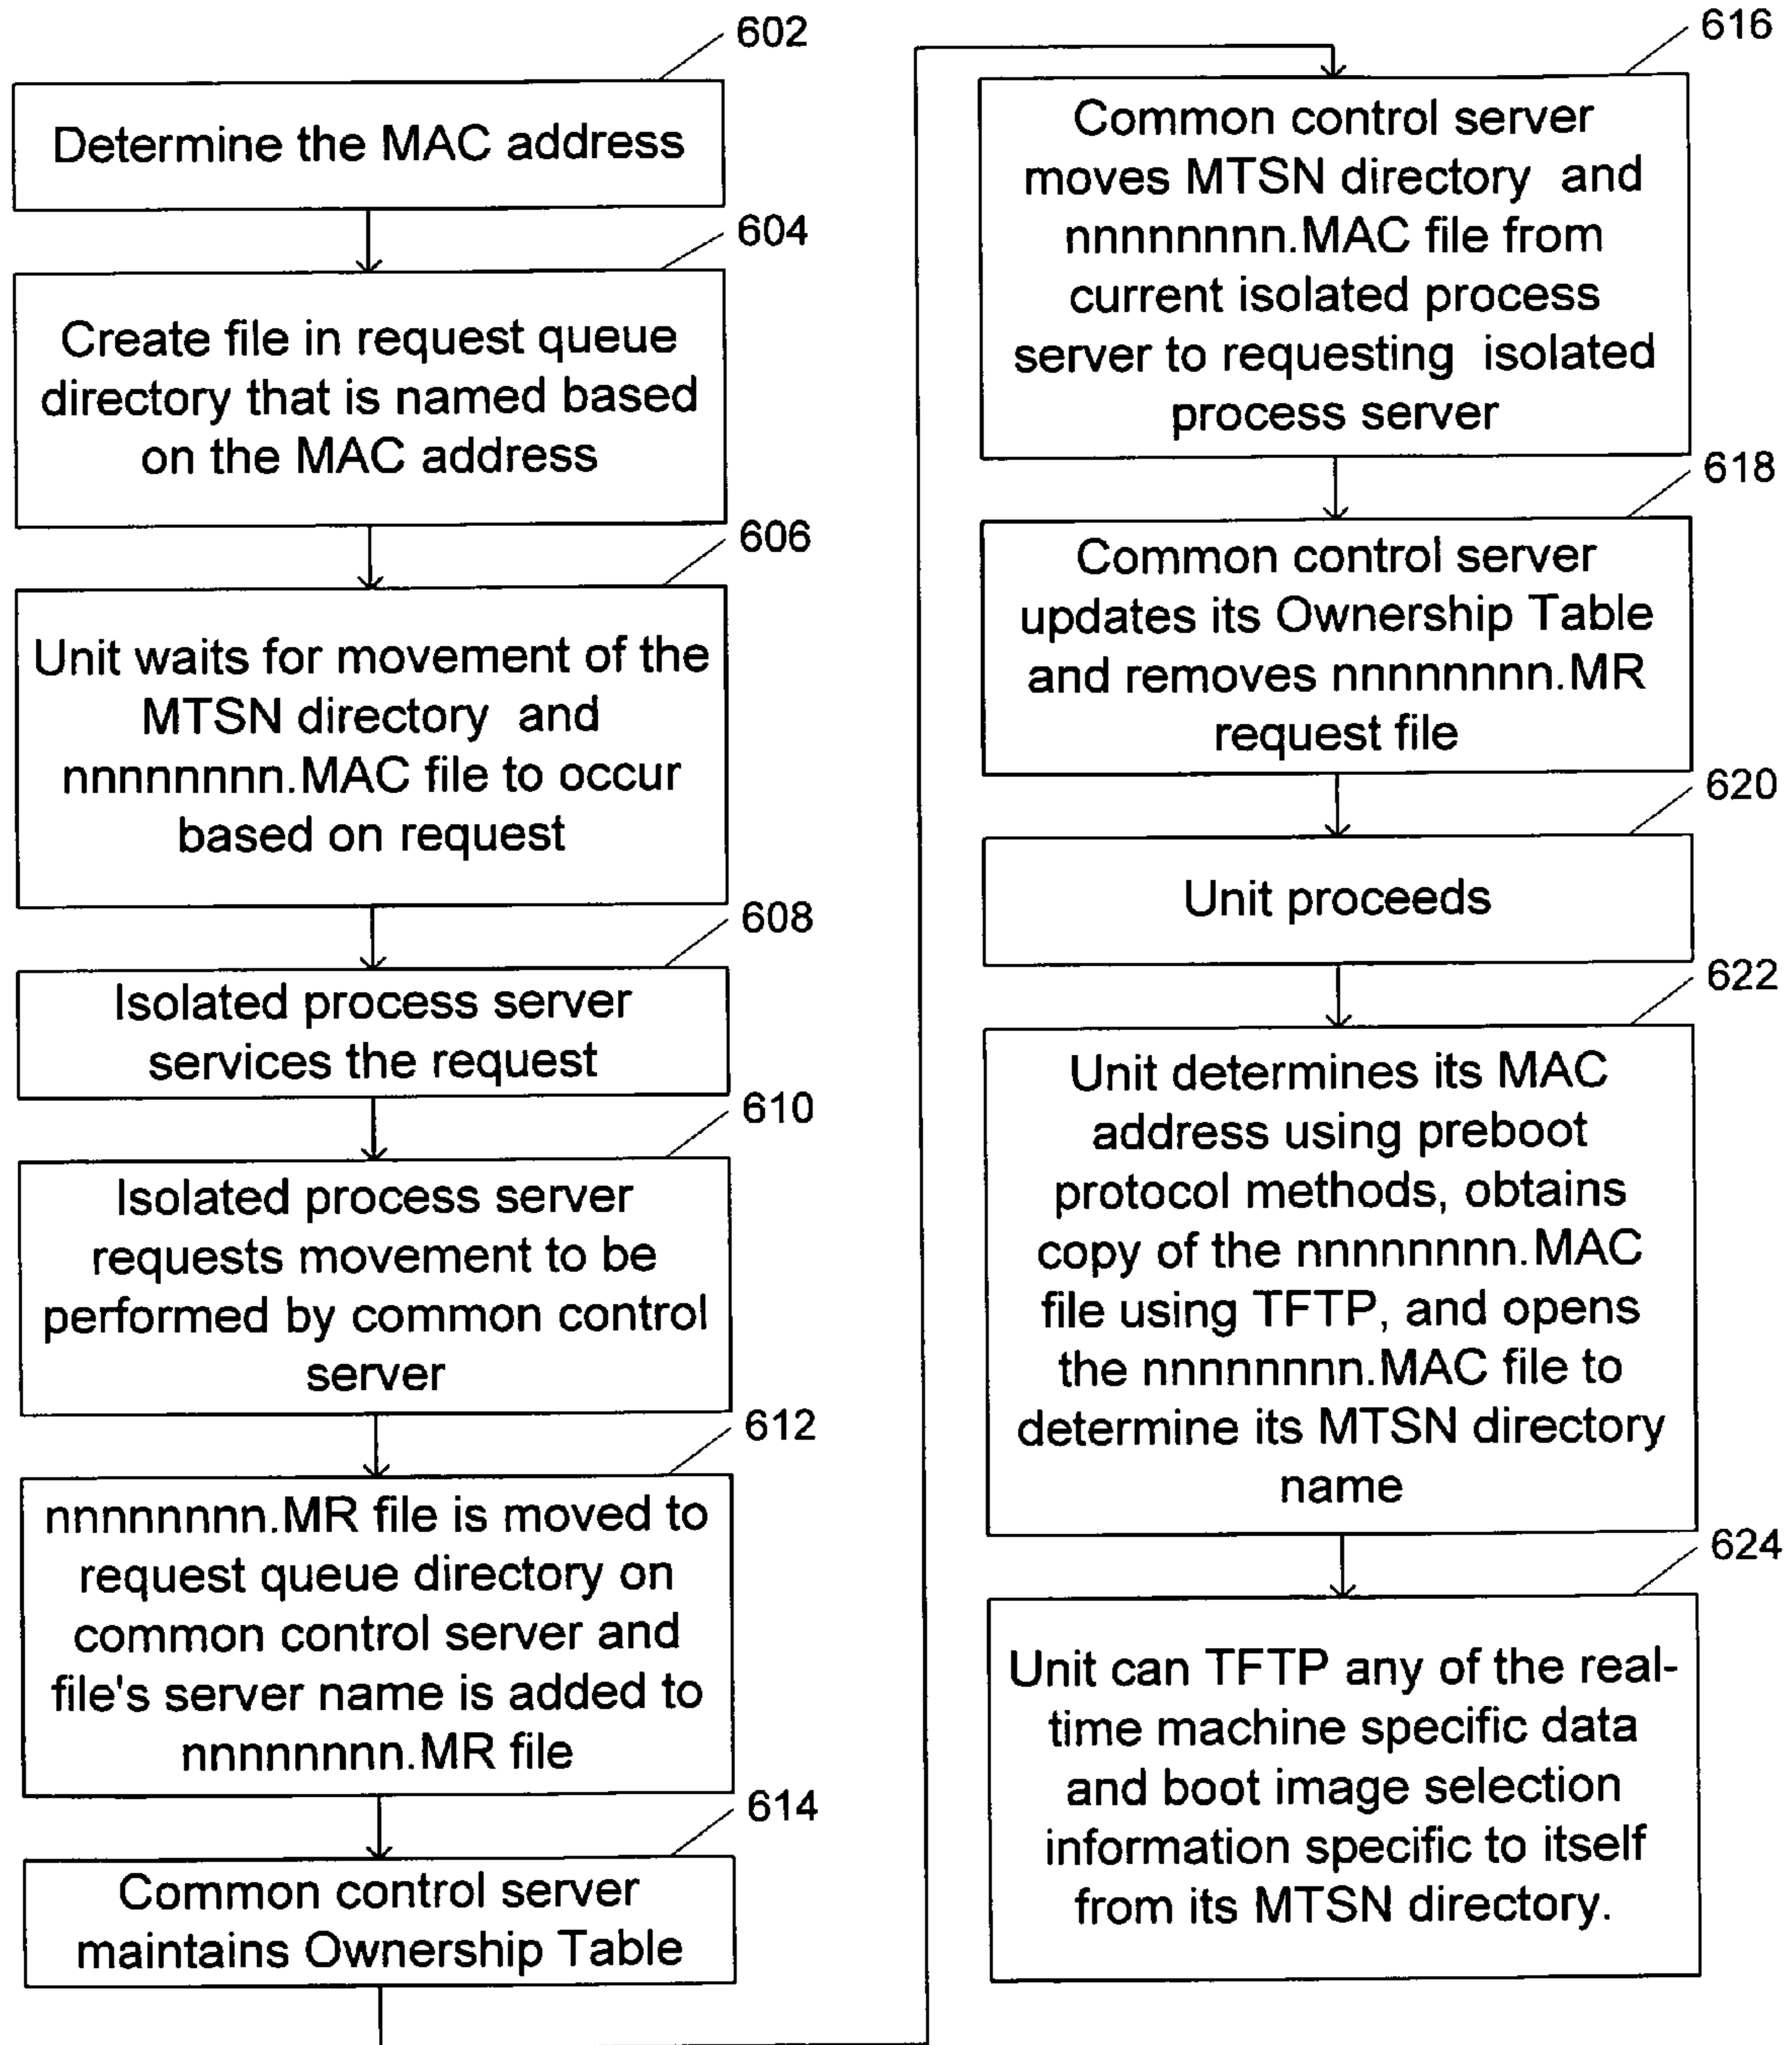 602
Determine the MAC address
604
Create file in request queue
directory that is named based
on the MAC address
606
Unit waits for movement of the
MTSN directory and
nnnnnnnn.MAC file to occur
based on request
608
Isolated process server
services the request
610
Isolated process server
requests movement to be
performed by common control
server
612
nnnnnnnn.MR file is moved to
request queue directory on
common control server and
file's server name is added to
nnnnnnnn.MR file
614
Common control server
maintains Ownership Table
616
Common control server
moves MTSN directory and
nnnnnnnn.MAC file from
current isolated process
server to requesting isolated
process server
618
Common control server
updates its Ownership Table
and removes nnnnnnnn.MR
request file
620
Unit proceeds
622
Unit determines its MAC
address using preboot
protocol methods, obtains
copy of the nnnnnnnn.MAC
file using TFTP, and opens
the nnnnnnnn.MAC file to
determine its MTSN directory
name
624
Unit can TFTP any of the real-
time machine specific data
and boot image selection
information specific to itself
from its MTSN directory.